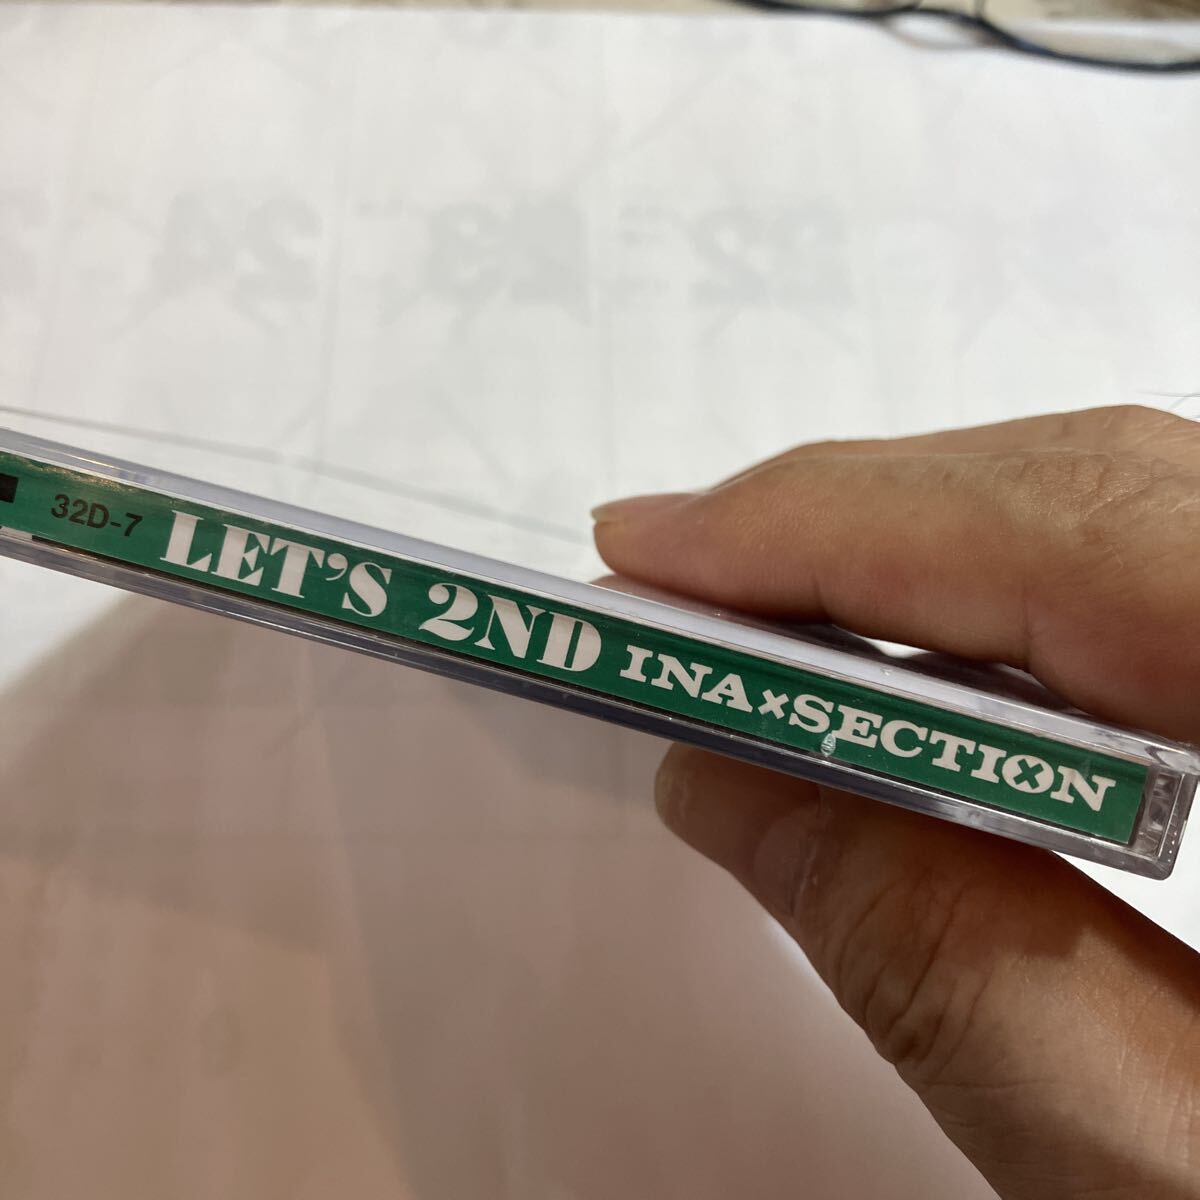 32D-7 LET'S 2ND INA×SECTION